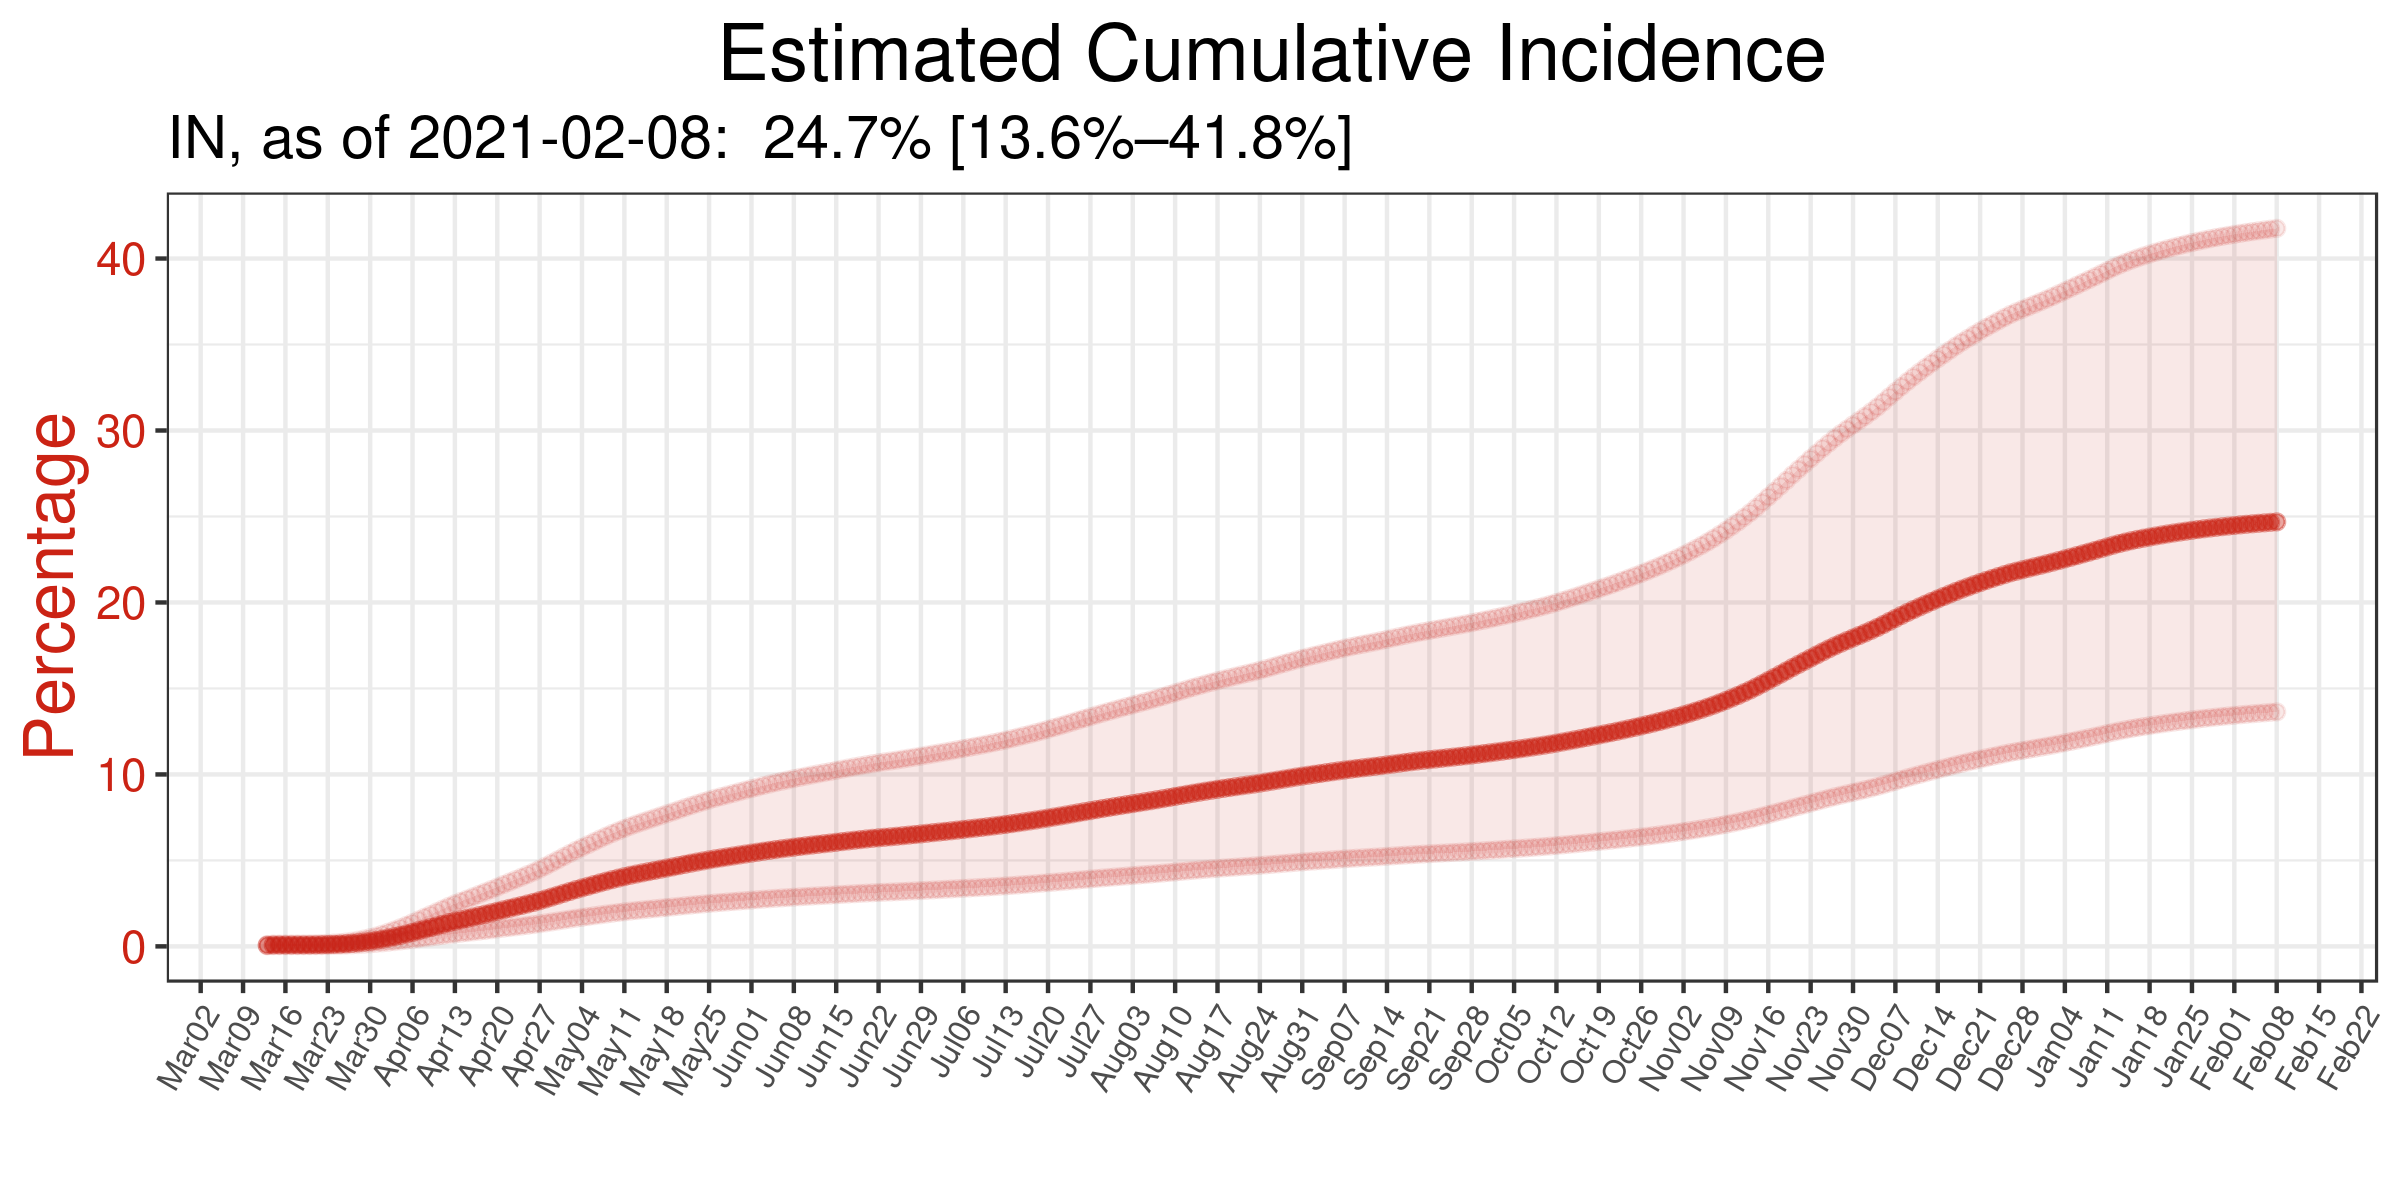 Estimated Cumulative Incidence
IN, as of 2021-02-08:  24.7% [13.6%–41.8%]
Percentage
40
30
20
10
0
Mar02
Mar09
Mar16
Mar23
Mar30
Apr06
Apr13
Apr20
Apr27
May04
May11
May18
May25
Jun01
Jun08
Jun15
Jun22
Jun29
Jul06
Jul13
Jul20
Jul27
Aug03
Aug10
Aug17
Aug24
Aug31
Sep07
Sep14
Sep21
Sep28
Oct05
Oct12
Oct19
Oct26
Nov02
Nov09
Nov16
Nov23
Nov30
Dec07
Dec14
Dec21
Dec28
Jan04
Jan11
Jan18
Jan25
Feb01
Feb08
Feb15
Feb22